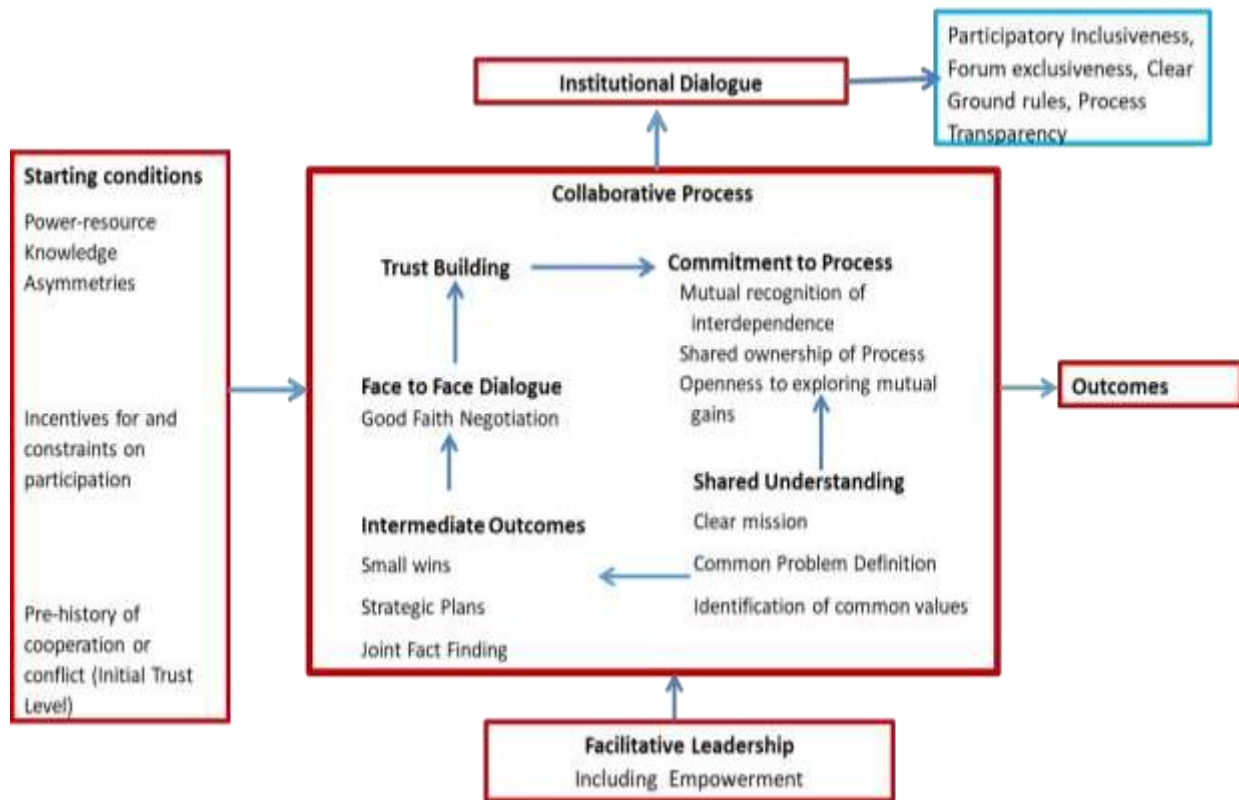 Participatory Inclusiveness,
Forum exclusiveness, Clear
Ground rules, Process
Transparency
Institutional Dialogue
Starting conditions
Power-resource
Knowledge
Asymmetries
Incentives for and
constraints on
participation
Pre-history of
cooperation or
conflict (Initial Trust
Level)
Collaborative Process
Trust Building
Commitment to Process
Mutual recognition of
interdependence
Shared ownership of Process
Openness to exploring mutual
gains
Face to Face Dialogue
Good Faith Negotiation
Shared Understanding
Clear mission
Common Problem Definition
Identification of common values
Intermediate Outcomes
Small wins
Strategic Plans
Joint Fact Finding
Outcomes
Facilitative Leadership
Including Empowerment